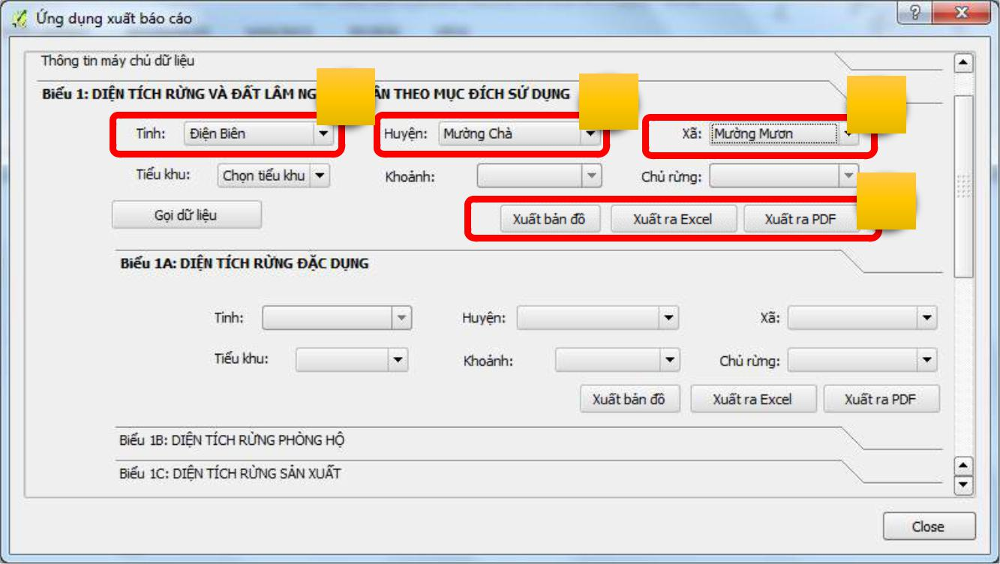 Ứng dụng xuất báo cáo
Thông tin máy chủ dữ liệu
Biểu 1: DIỆN TÍCH RỪNG VÀ ĐẤT LÂM THEO MỤC ĐÍCH SỬ DỤNG
Tỉnh: Điện Biên Huyện: Mường Chà Xã: Mường Mươn
Tiểu khu: Chọn tiểu khu Khoảnh: Chủ rừng:
Gọi dữ liệu Xuất bản đồ Xuất ra Excel Xuất ra PDF
Biểu 1A: DIỆN TÍCH RỪNG ĐẶC DỤNG
Tỉnh: Huyện: Xã:
Tiểu khu: Khoảnh: Chủ rừng:
Xuất bản đồ Xuất ra Excel Xuất ra PDF
Biểu 1B: DIỆN TÍCH RỪNG PHÒNG HỘ
Biểu 1C: DIỆN TÍCH RỪNG SẢN XUẤT
Close